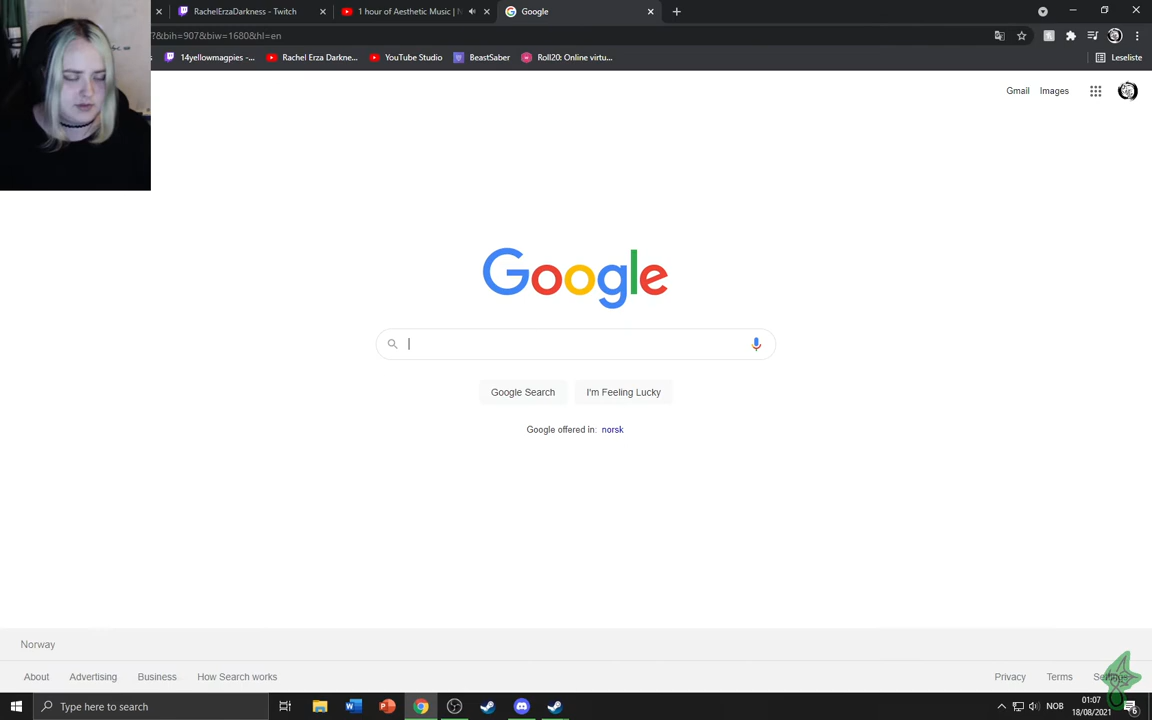 RachelErzaDarkness - Twitch
1 hour of Aesthetic Music | N
Google
?&bih=907&biw=1680&hl=en
14yellowmagpies -...
Rachel Erza Darkne...
YouTube Studio
BeastSaber
Roll20: Online virtu...
Leseliste
Gmail
Images
Google
Google Search
I'm Feeling Lucky
Google offered in: norsk
Norway
About
Advertising
Business
How Search works
Privacy
Terms
Settings
Type here to search
NOB
01:07
18/08/2021
6